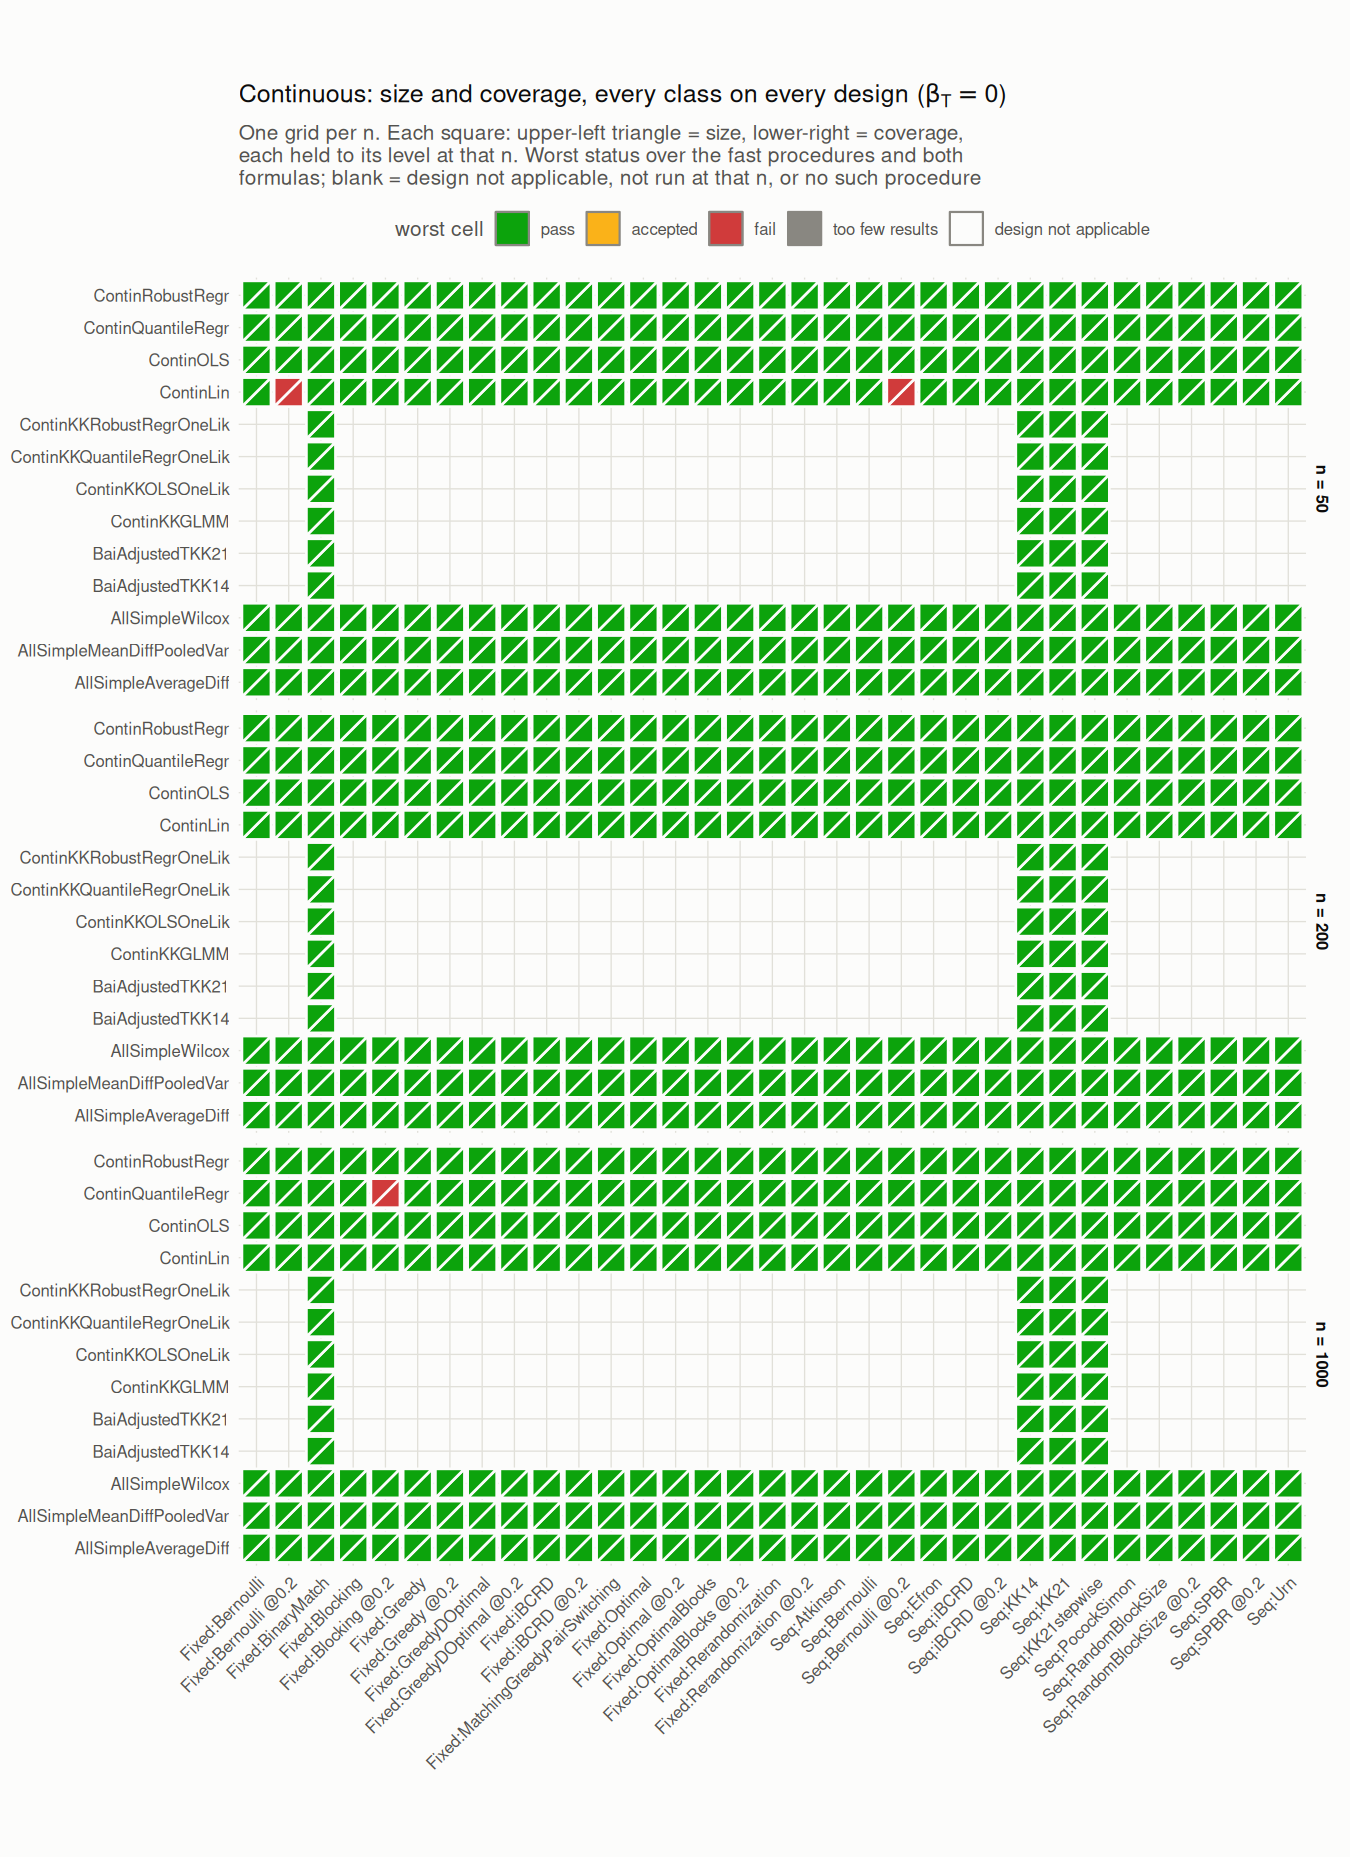 Continuous: size and coverage, every class on every design (βT = 0)
One grid per n. Each square: upper-left triangle = size, lower-right = coverage,
each held to its level at that n. Worst status over the fast procedures and both
formulas; blank = design not applicable, not run at that n, or no such procedure
worst cell pass accepted fail too few results design not applicable
ContinRobustRegr
ContinQuantileRegr
ContinOLS
ContinLin
ContinKKRobustRegrOneLik
ContinKKQuantileRegrOneLik
ContinKKOLSOneLik
ContinKKGLMM
BaiAdjustedTKK21
BaiAdjustedTKK14
AllSimpleWilcox
AllSimpleMeanDiffPooledVar
AllSimpleAverageDiff
n = 50
ContinRobustRegr
ContinQuantileRegr
ContinOLS
ContinLin
ContinKKRobustRegrOneLik
ContinKKQuantileRegrOneLik
ContinKKOLSOneLik
ContinKKGLMM
BaiAdjustedTKK21
BaiAdjustedTKK14
AllSimpleWilcox
AllSimpleMeanDiffPooledVar
AllSimpleAverageDiff
n = 200
ContinRobustRegr
ContinQuantileRegr
ContinOLS
ContinLin
ContinKKRobustRegrOneLik
ContinKKQuantileRegrOneLik
ContinKKOLSOneLik
ContinKKGLMM
BaiAdjustedTKK21
BaiAdjustedTKK14
AllSimpleWilcox
AllSimpleMeanDiffPooledVar
AllSimpleAverageDiff
n = 1000
Fixed:Bernoulli
Fixed:Bernoulli @0.2
Fixed:BinaryMatch
Fixed:Blocking
Fixed:Blocking @0.2
Fixed:Greedy
Fixed:Greedy @0.2
Fixed:GreedyDOptimal
Fixed:GreedyDOptimal @0.2
Fixed:iBCRD
Fixed:iBCRD @0.2
Fixed:MatchingGreedyPairSwitching
Fixed:Optimal
Fixed:Optimal @0.2
Fixed:OptimalBlocks
Fixed:OptimalBlocks @0.2
Fixed:Rerandomization
Fixed:Rerandomization @0.2
Seq:Atkinson
Seq:Bernoulli
Seq:Bernoulli @0.2
Seq:Efron
Seq:iBCRD
Seq:iBCRD @0.2
Seq:KK14
Seq:KK21
Seq:KK21stepwise
Seq:PocockSimon
Seq:RandomBlockSize
Seq:RandomBlockSize @0.2
Seq:SPBR
Seq:SPBR @0.2
Seq:Urn